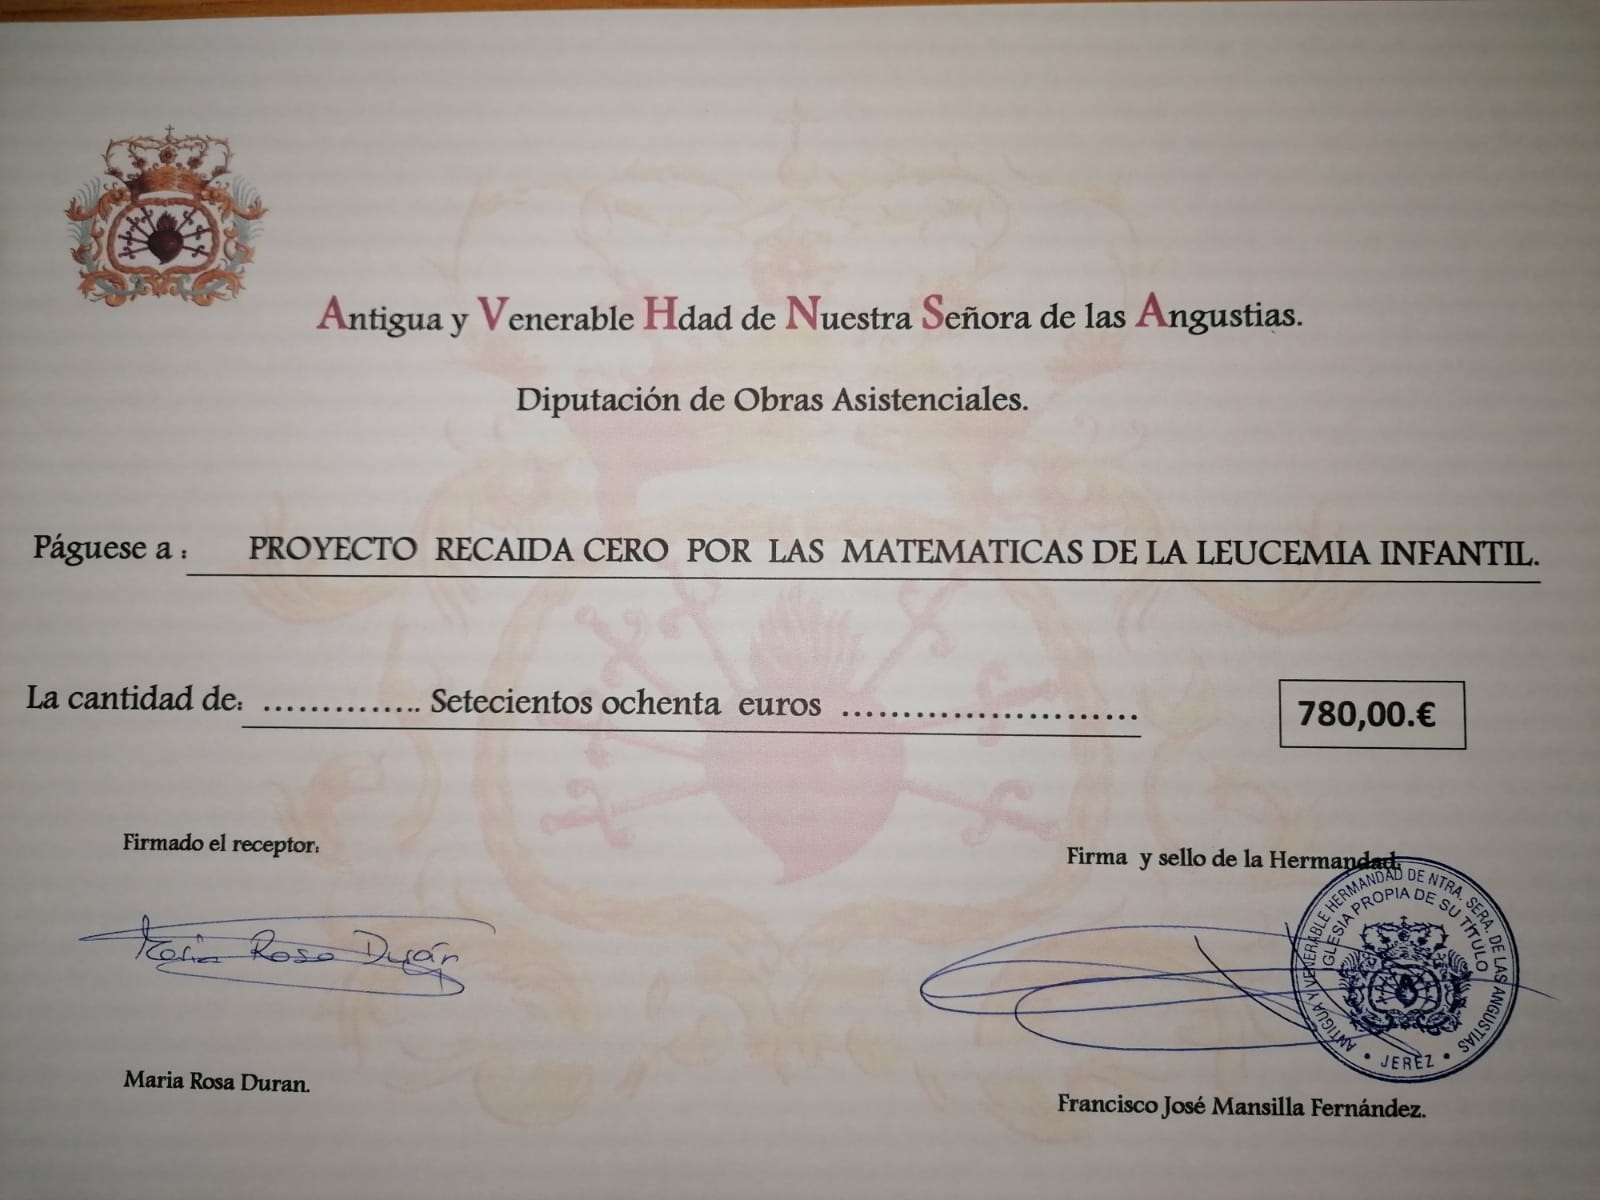 Antigua y Venerable Hdad de Nuestra Señora de las Angustias.
Diputación de Obras Asistenciales.
Páguese a : PROYECTO RECAIDA CERO POR LAS MATEMATICAS DE LA LEUCEMIA INFANTIL.
La cantidad de: .............. Setecientos ochenta euros ........................
780,00.€
Firmado el receptor:
Firma y sello de la Hermandad:
ANTIGUA Y VENERABLE HERMANDAD DE NTRA. SERA. DE LAS ANGUSTIAS
IGLESIA PROPIA DE SU TITULO
• JEREZ •
Maria Rosa Durán
Maria Rosa Duran.
Francisco José Mansilla Fernández.